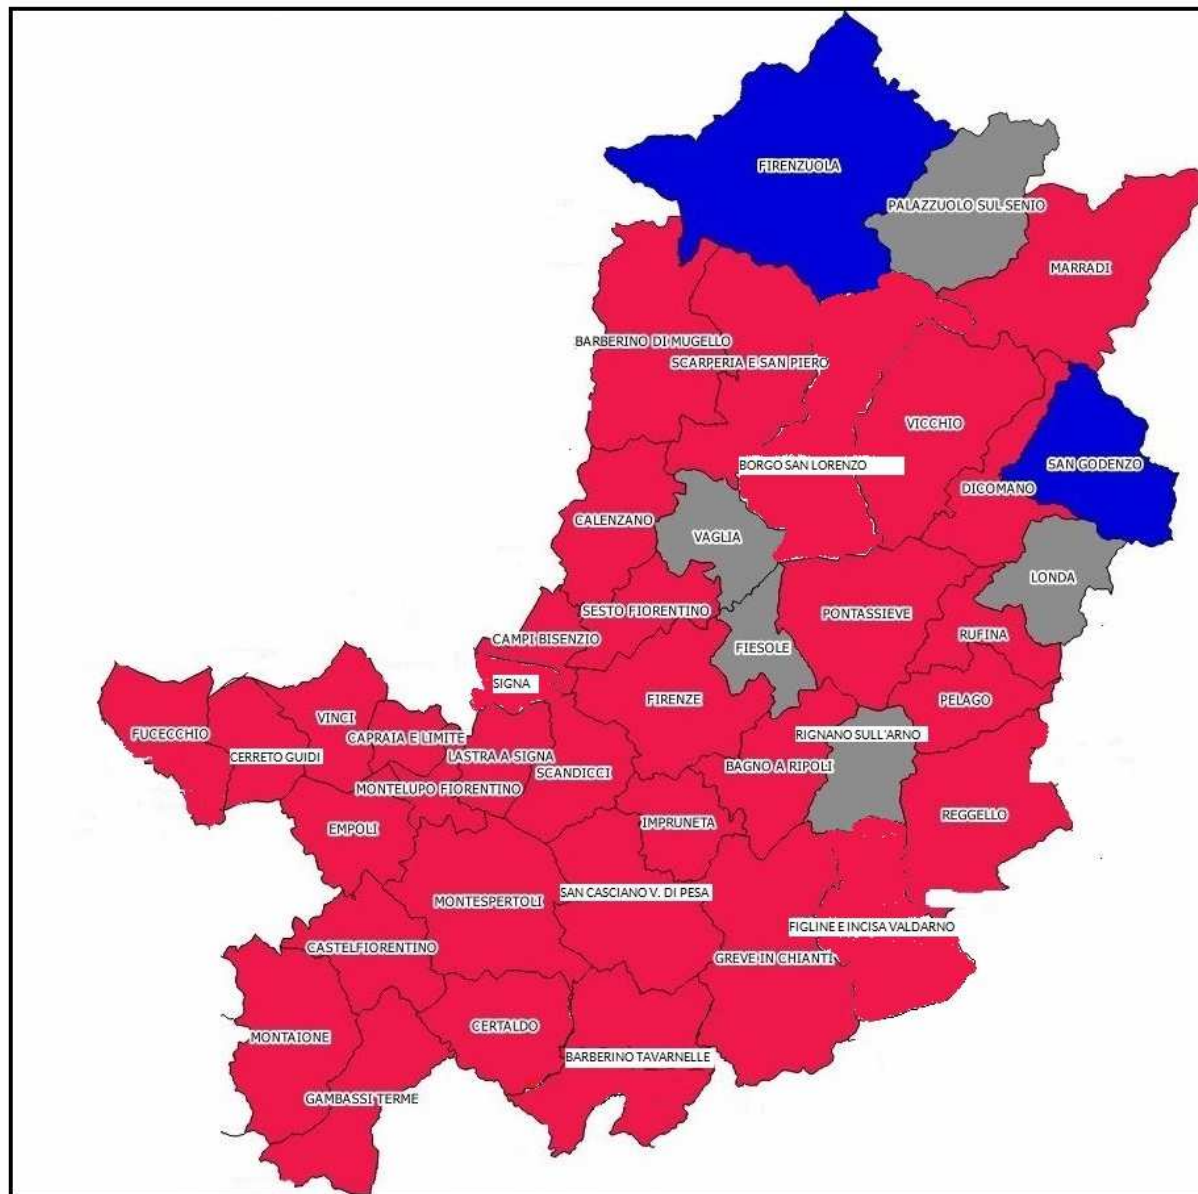 FIRENZUOLA
PALAZZUOLO SUL SENIO
MARRADI
BARBERINO DI MUGELLO
SCARPERIA E SAN PIERO
VICCHIO
BORGO SAN LORENZO
SAN GODENZO
DICOMANO
CALENZANO
VAGLIA
LONDA
SESTO FIORENTINO
PONTASSIEVE
CAMPI BISENZIO
RUFINA
FIESOLE
SIGNA
FIRENZE
PELAGO
VINCI
FUCECCHIO
CAPRAIA E LIMITE
RIGNANO SULL'ARNO
CERRETO GUIDI
LASTRA A SIGNA
SCANDICCI
BAGNO A RIPOLI
MONTELUPO FIORENTINO
REGGELLO
EMPOLI
IMPRUNETA
MONTESPERTOLI
SAN CASCIANO V. DI PESA
FIGLINE E INCISA VALDARNO
CASTELFIORENTINO
GREVE IN CHIANTI
CERTALDO
MONTAIONE
BARBERINO TAVARNELLE
GAMBASSI TERME